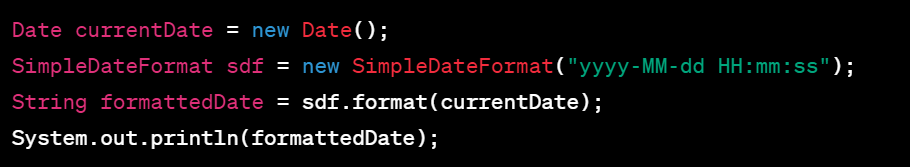 Date currentDate = new Date();
SimpleDateFormat sdf = new SimpleDateFormat("yyyy-MM-dd HH:mm:ss");
String formattedDate = sdf.format(currentDate);
System.out.println(formattedDate);